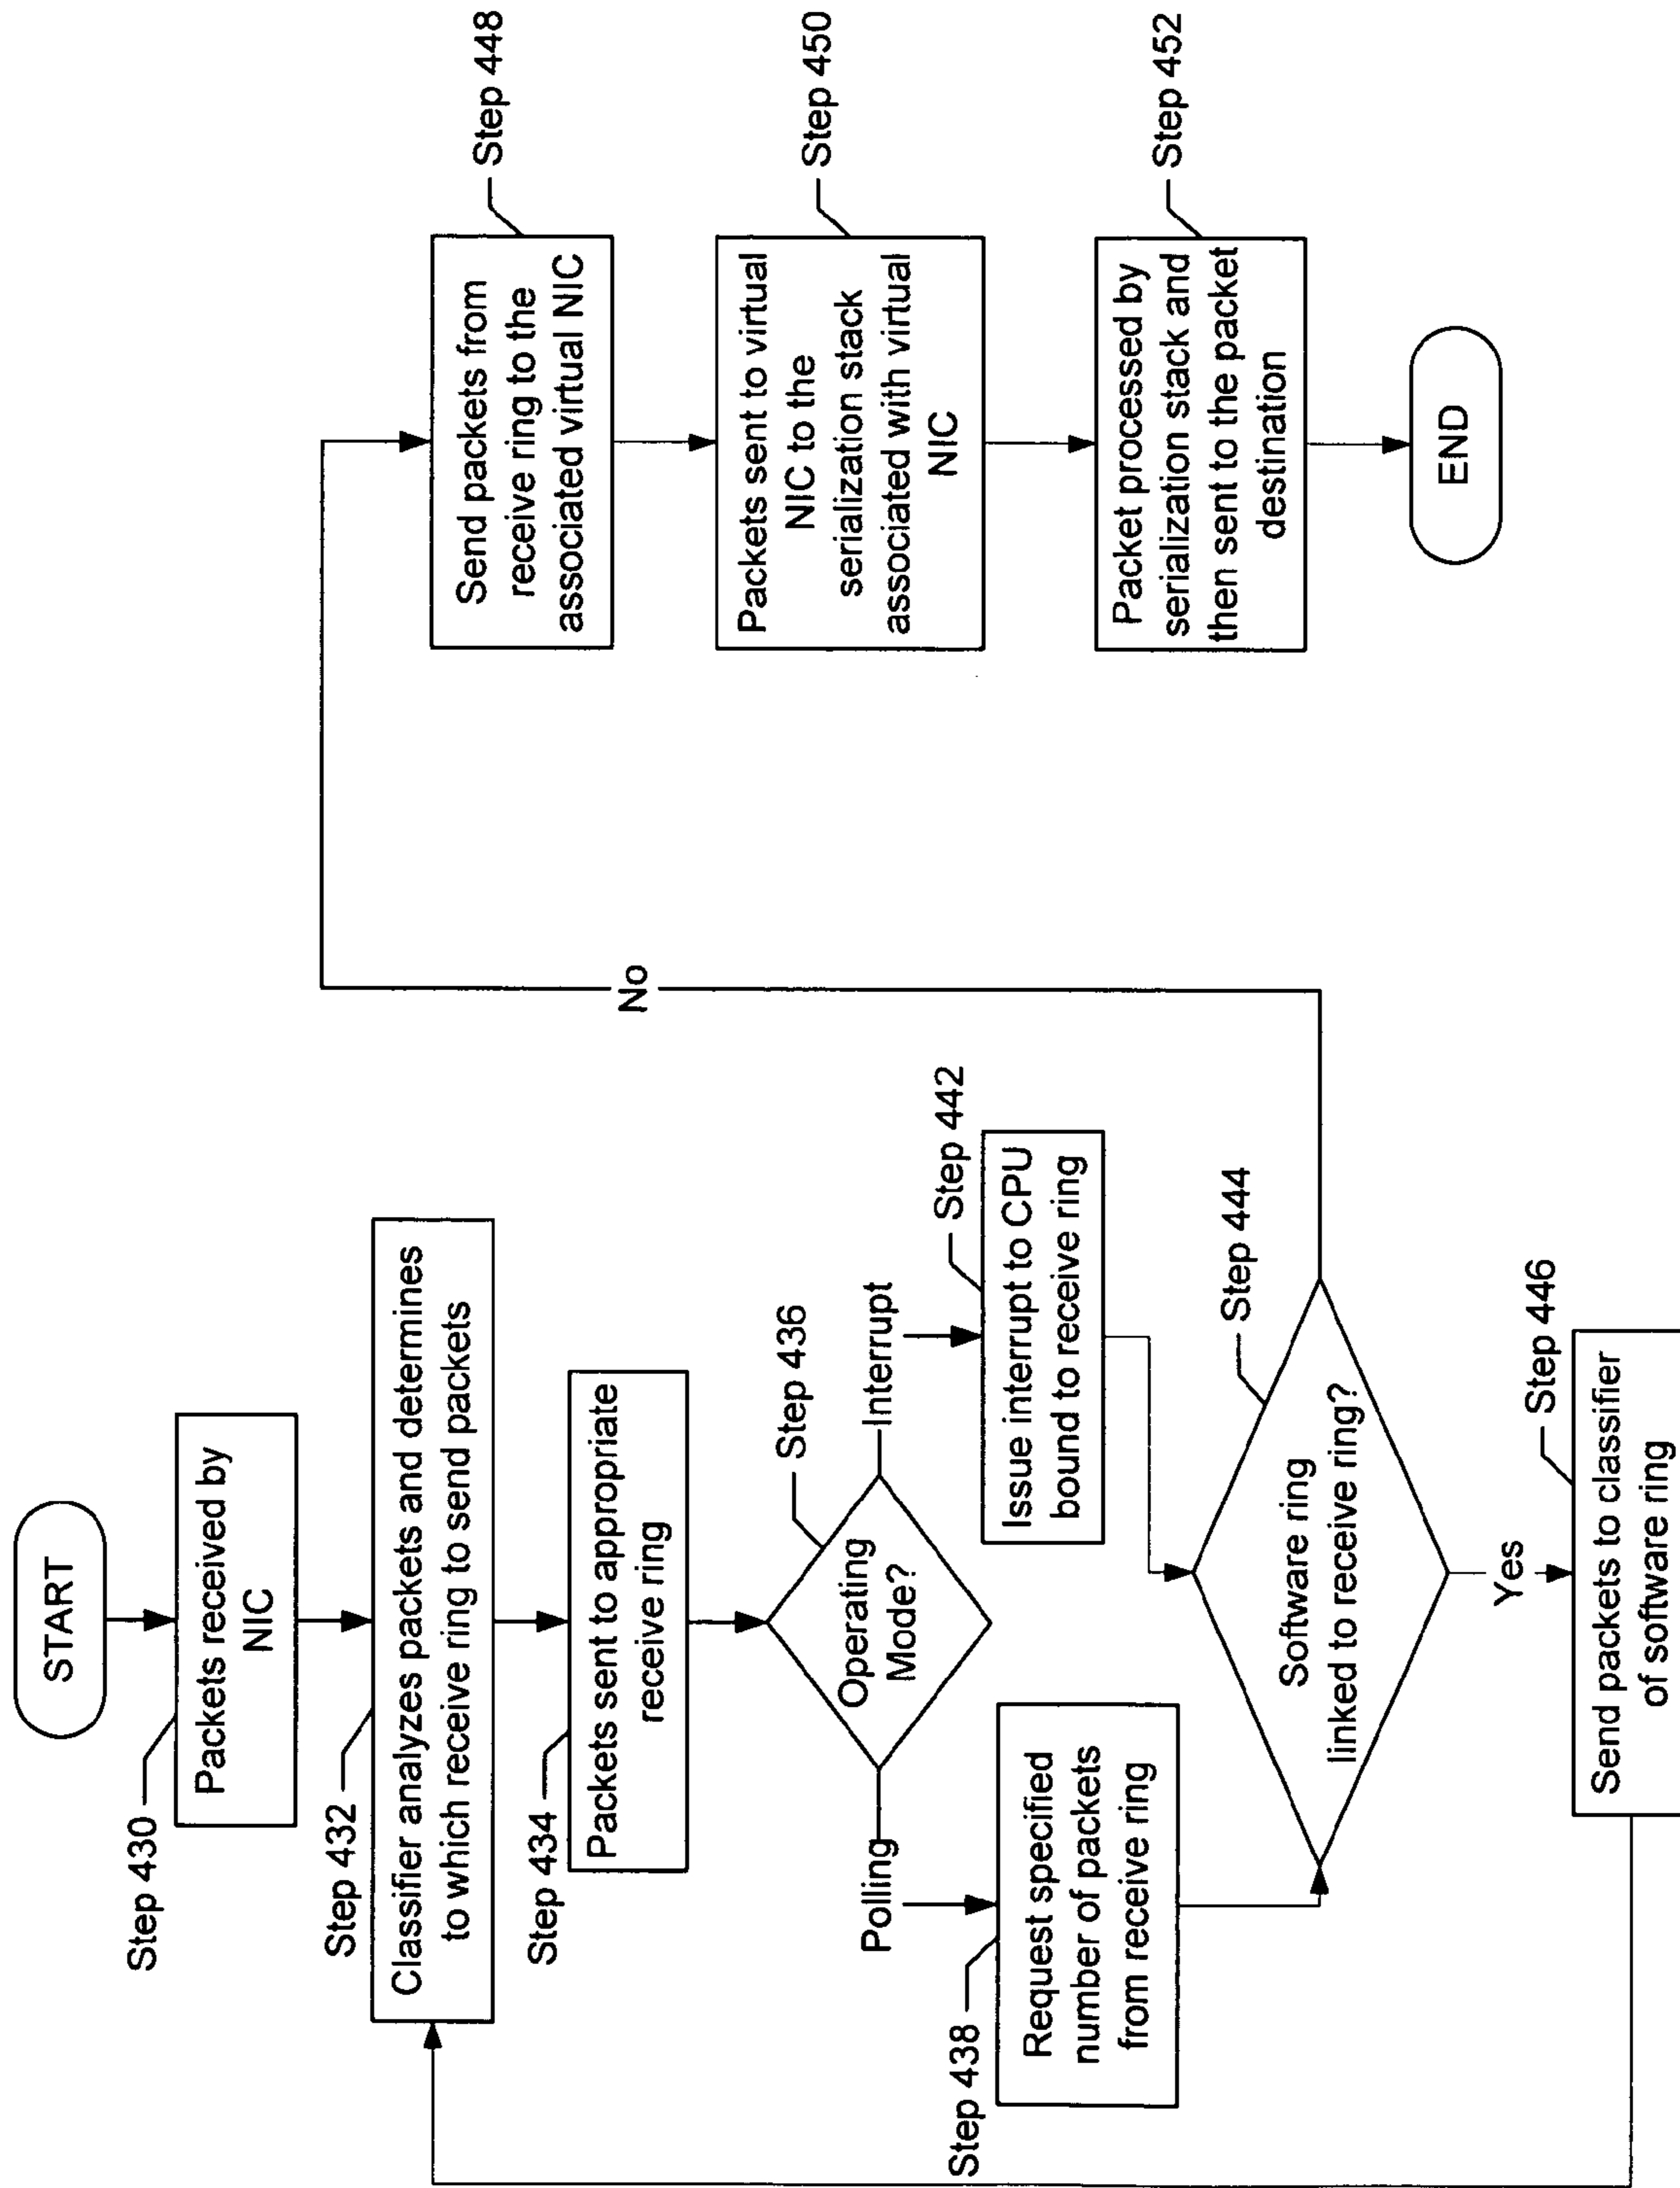 START
Step 430
Packets received by
NIC
Step 432
Classifier analyzes packets and determines
to which receive ring to send packets
Step 434
Packets sent to appropriate
receive ring
Step 436
Operating
Mode?
Polling
Interrupt
Step 438
Request specified
number of packets
from receive ring
Step 442
Issue interrupt to CPU
bound to receive ring
Step 444
Software ring
linked to receive ring?
No
Yes
Step 446
Send packets to classifier
of software ring
Step 448
Send packets from
receive ring to the
associated virtual NIC
Step 450
Packets sent to virtual
NIC to the
serialization stack
associated with virtual
NIC
Step 452
Packet processed by
serialization stack and
then sent to the packet
destination
END